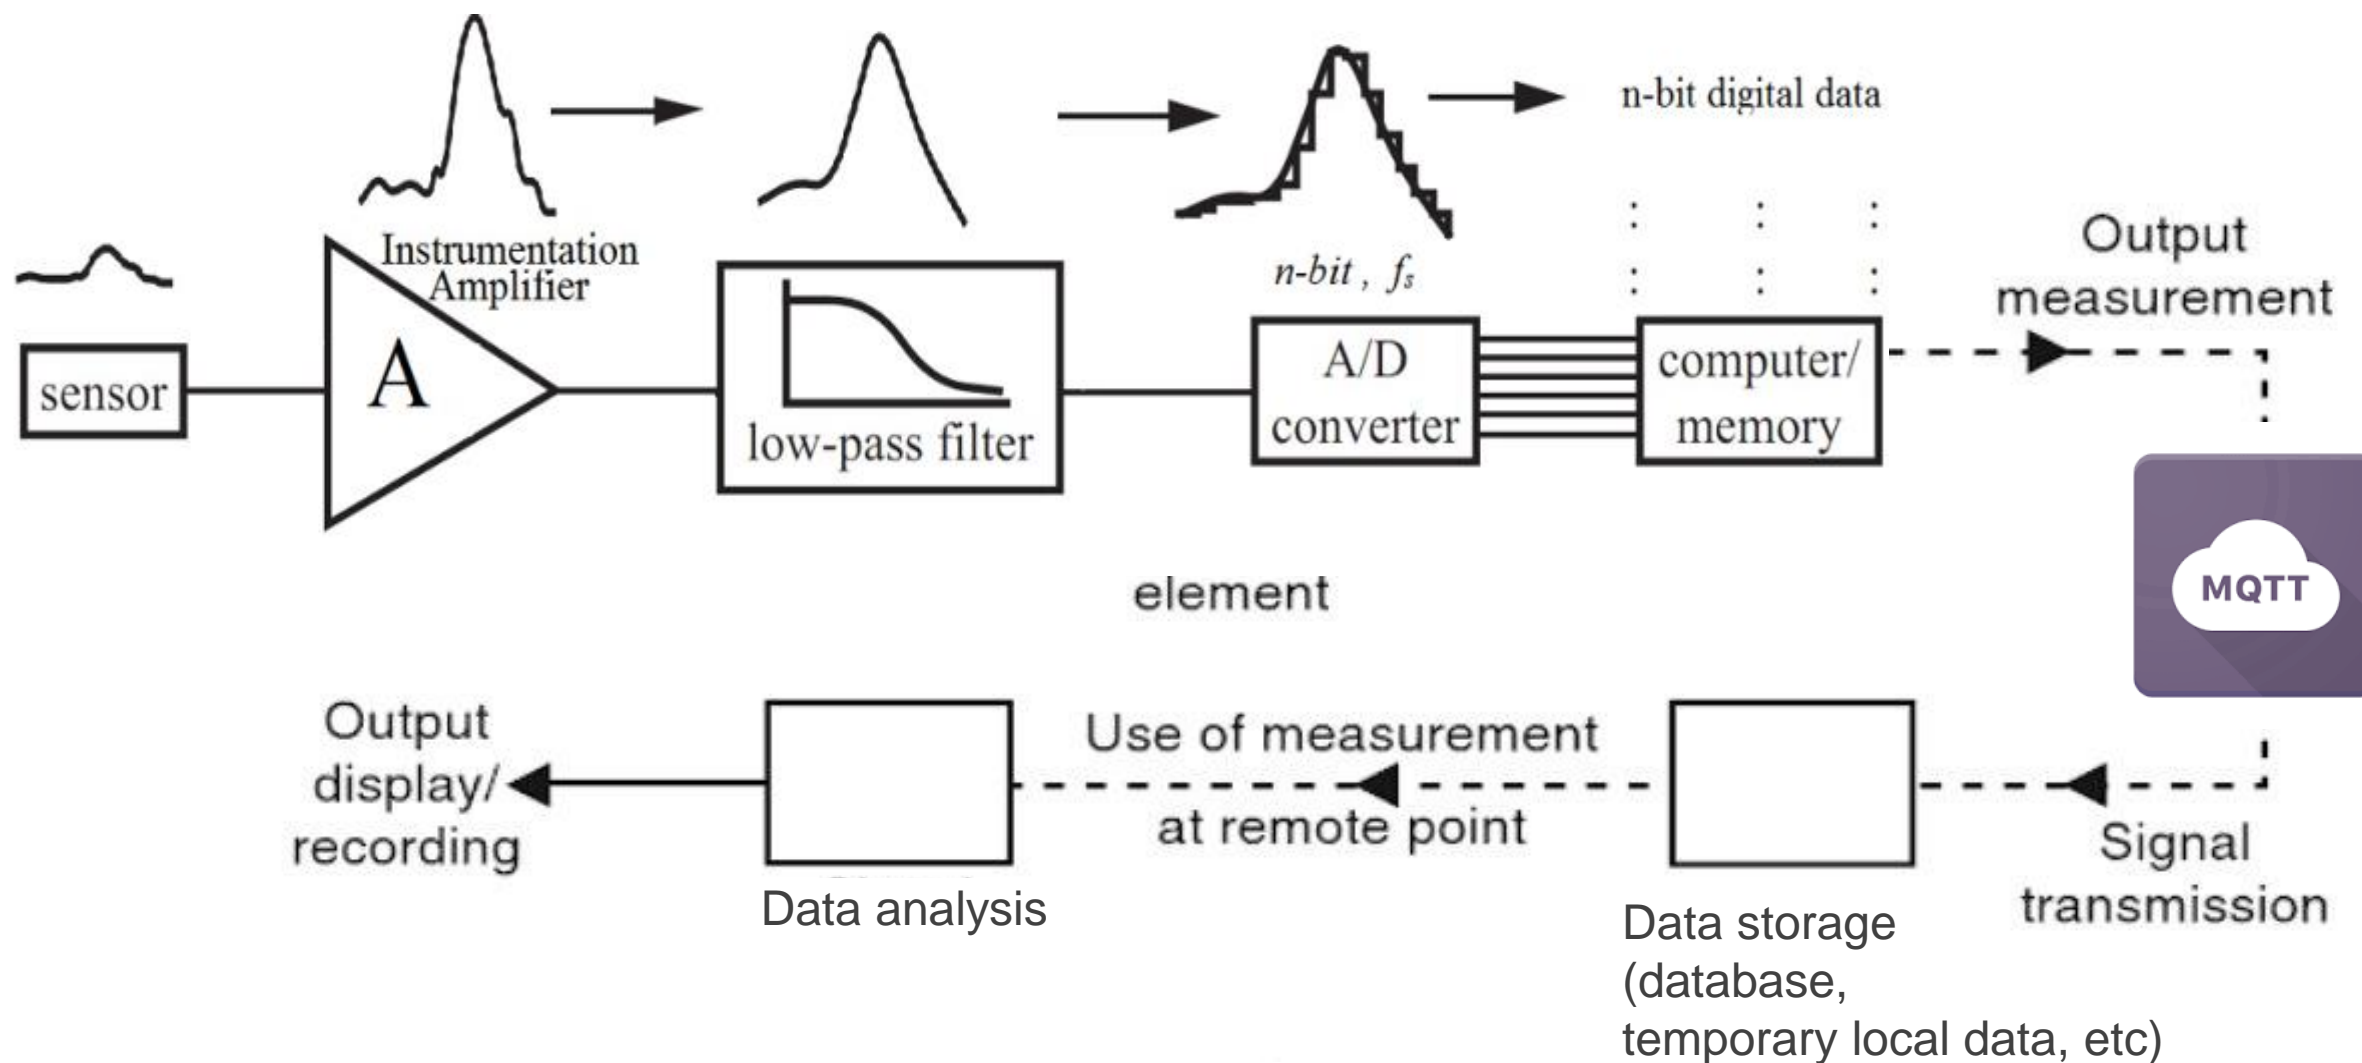 n-bit digital data
Instrumentation
Amplifier
n-bit , fs
Output
measurement
sensor
A
low-pass filter
A/D
converter
computer/
memory
MQTT
element
Output
display/
recording
Use of measurement
at remote point
Signal
transmission
Data analysis
Data storage
(database,
temporary local data, etc)